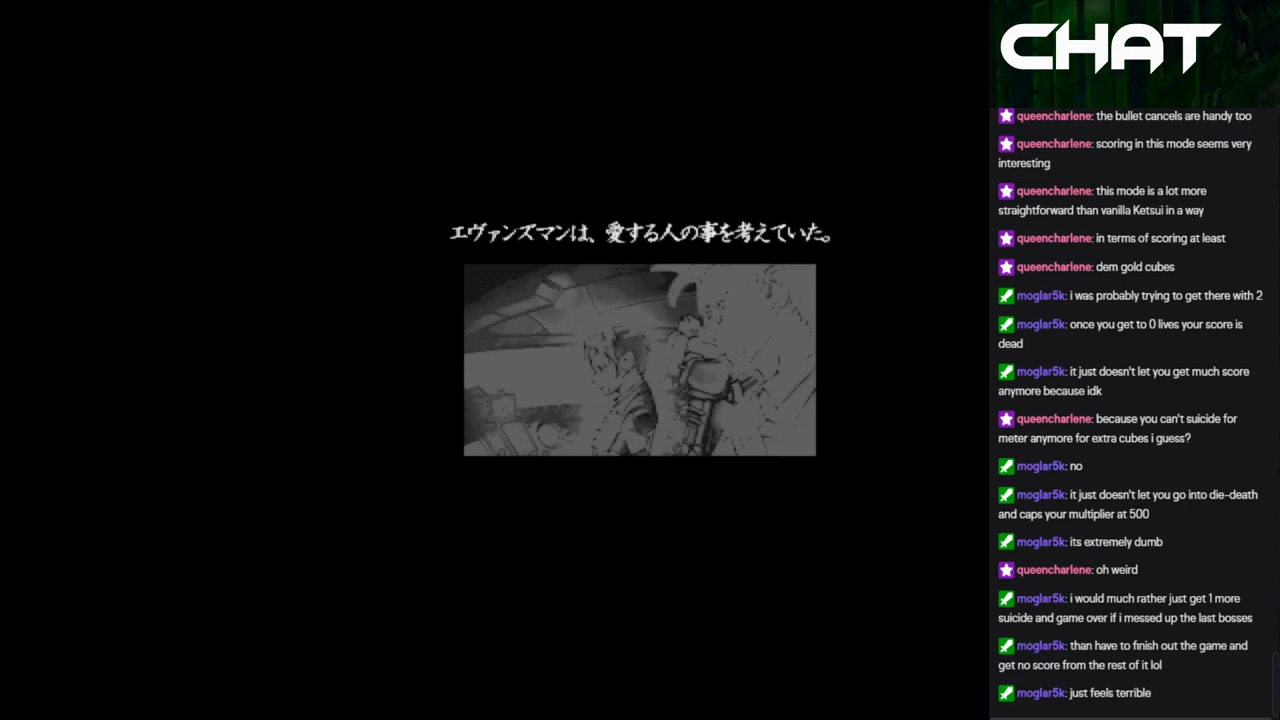 エヴァンズマンは、愛する人の事を考えていた。
CHAT
queencharlene: the bullet cancels are handy too
queencharlene: scoring in this mode seems very
interesting
queencharlene: this mode is a lot more
straightforward than vanilla Ketsui in a way
queencharlene: in terms of scoring at least
queencharlene: dem gold cubes
moglar5k: i was probably trying to get there with 2
moglar5k: once you get to 0 lives your score is
dead
moglar5k: it just doesn't let you get much score
anymore because idk
queencharlene: because you can't suicide for
meter anymore for extra cubes i guess?
moglar5k: no
moglar5k: it just doesn't let you go into die-death
and caps your multiplier at 500
moglar5k: its extremely dumb
queencharlene: oh weird
moglar5k: i would much rather just get 1 more
suicide and game over if i messed up the last bosses
moglar5k: than have to finish out the game and
get no score from the rest of it lol
moglar5k: just feels terrible